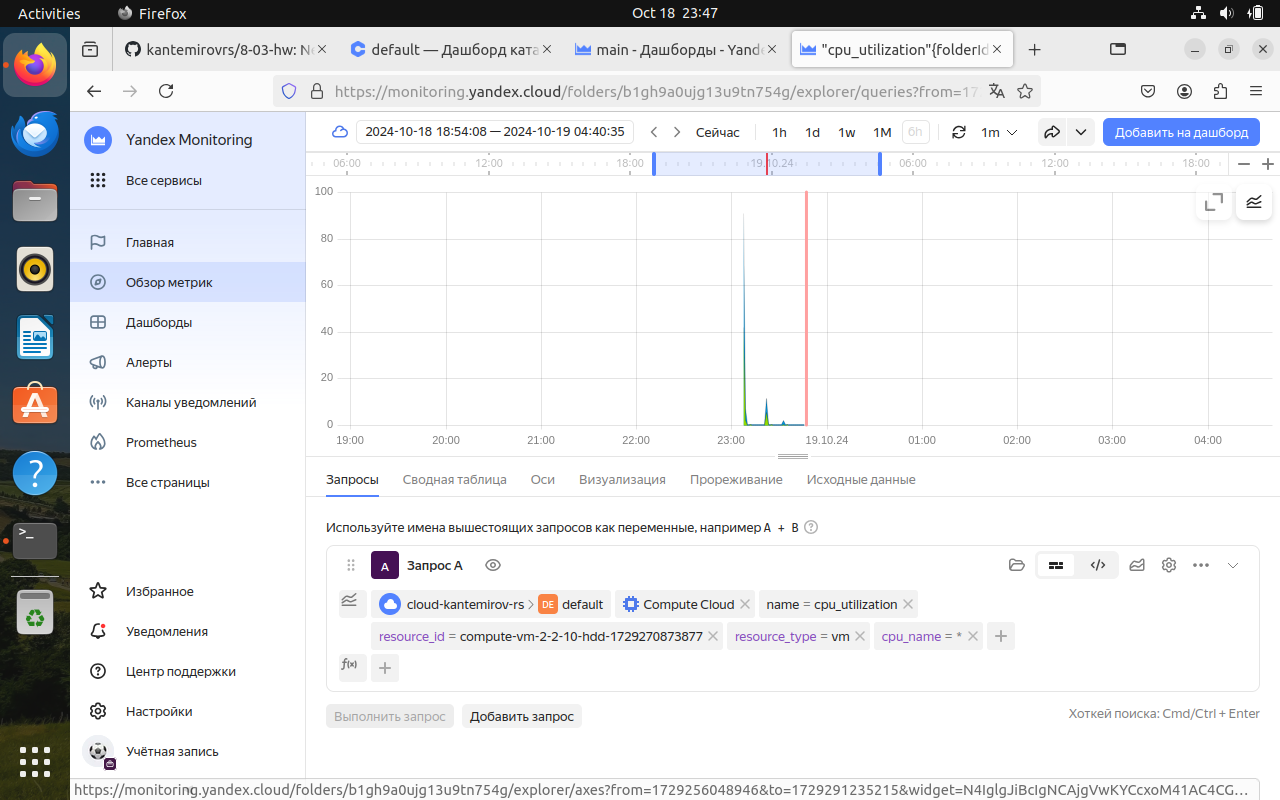 Activities Firefox Oct 18 23:47
kantemirovrs/8-03-hw: Ne default — Дашборд ката main - Дашборды - Yande "cpu_utilization"{folderId
https://monitoring.yandex.cloud/folders/b1gh9a0ujg13u9tn754g/explorer/queries?from=17
Yandex Monitoring
Все сервисы
Главная
Обзор метрик
Дашборды
Алерты
Каналы уведомлений
Prometheus
Все страницы
Избранное
Уведомления
Центр поддержки
Настройки
Учётная запись
2024-10-18 18:54:08 — 2024-10-19 04:40:35 Сейчас 1h 1d 1w 1M 6h 1m Добавить на дашборд
06:00 12:00 18:00 19.10.24 06:00 12:00 18:00
100
80
60
40
20
0
19:00 20:00 21:00 22:00 23:00 19.10.24 01:00 02:00 03:00 04:00
Запросы Сводная таблица Оси Визуализация Прореживание Исходные данные
Используйте имена вышестоящих запросов как переменные, например A + B ?
A Запрос A
cloud-kantemirov-rs DE default Compute Cloud name = cpu_utilization
resource_id = compute-vm-2-2-10-hdd-1729270873877 resource_type = vm cpu_name = *
f(x)
Выполнить запрос Добавить запрос Хоткей поиска: Cmd/Ctrl + Enter
https://monitoring.yandex.cloud/folders/b1gh9a0ujg13u9tn754g/explorer/axes?from=1729256048946&to=1729291235215&widget=N4IglgJiBcIgNCAjgVwKYCcxoM41AC4CG…